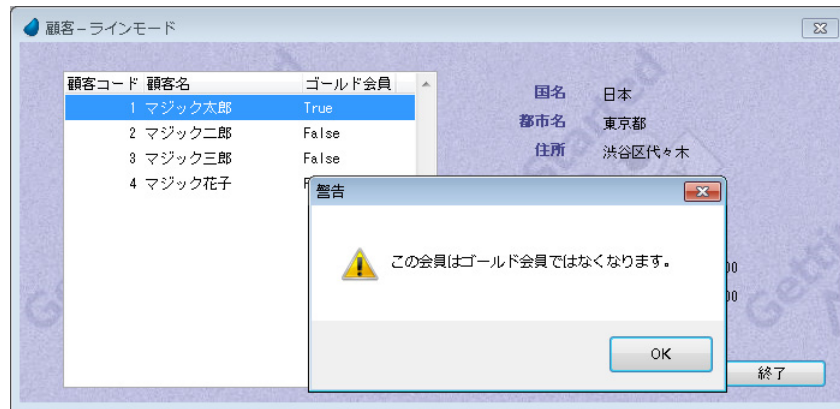 顧客－ラインモード
顧客コード 顧客名 ゴールド会員
1 マジック太郎 True
2 マジック二郎 False
3 マジック三郎 False
4 マジック花子 F
国名 日本
都市名 東京都
住所 渋谷区代々木
警告
この会員はゴールド会員ではなくなります。
OK
00
00
終了
Getting Started
Getti